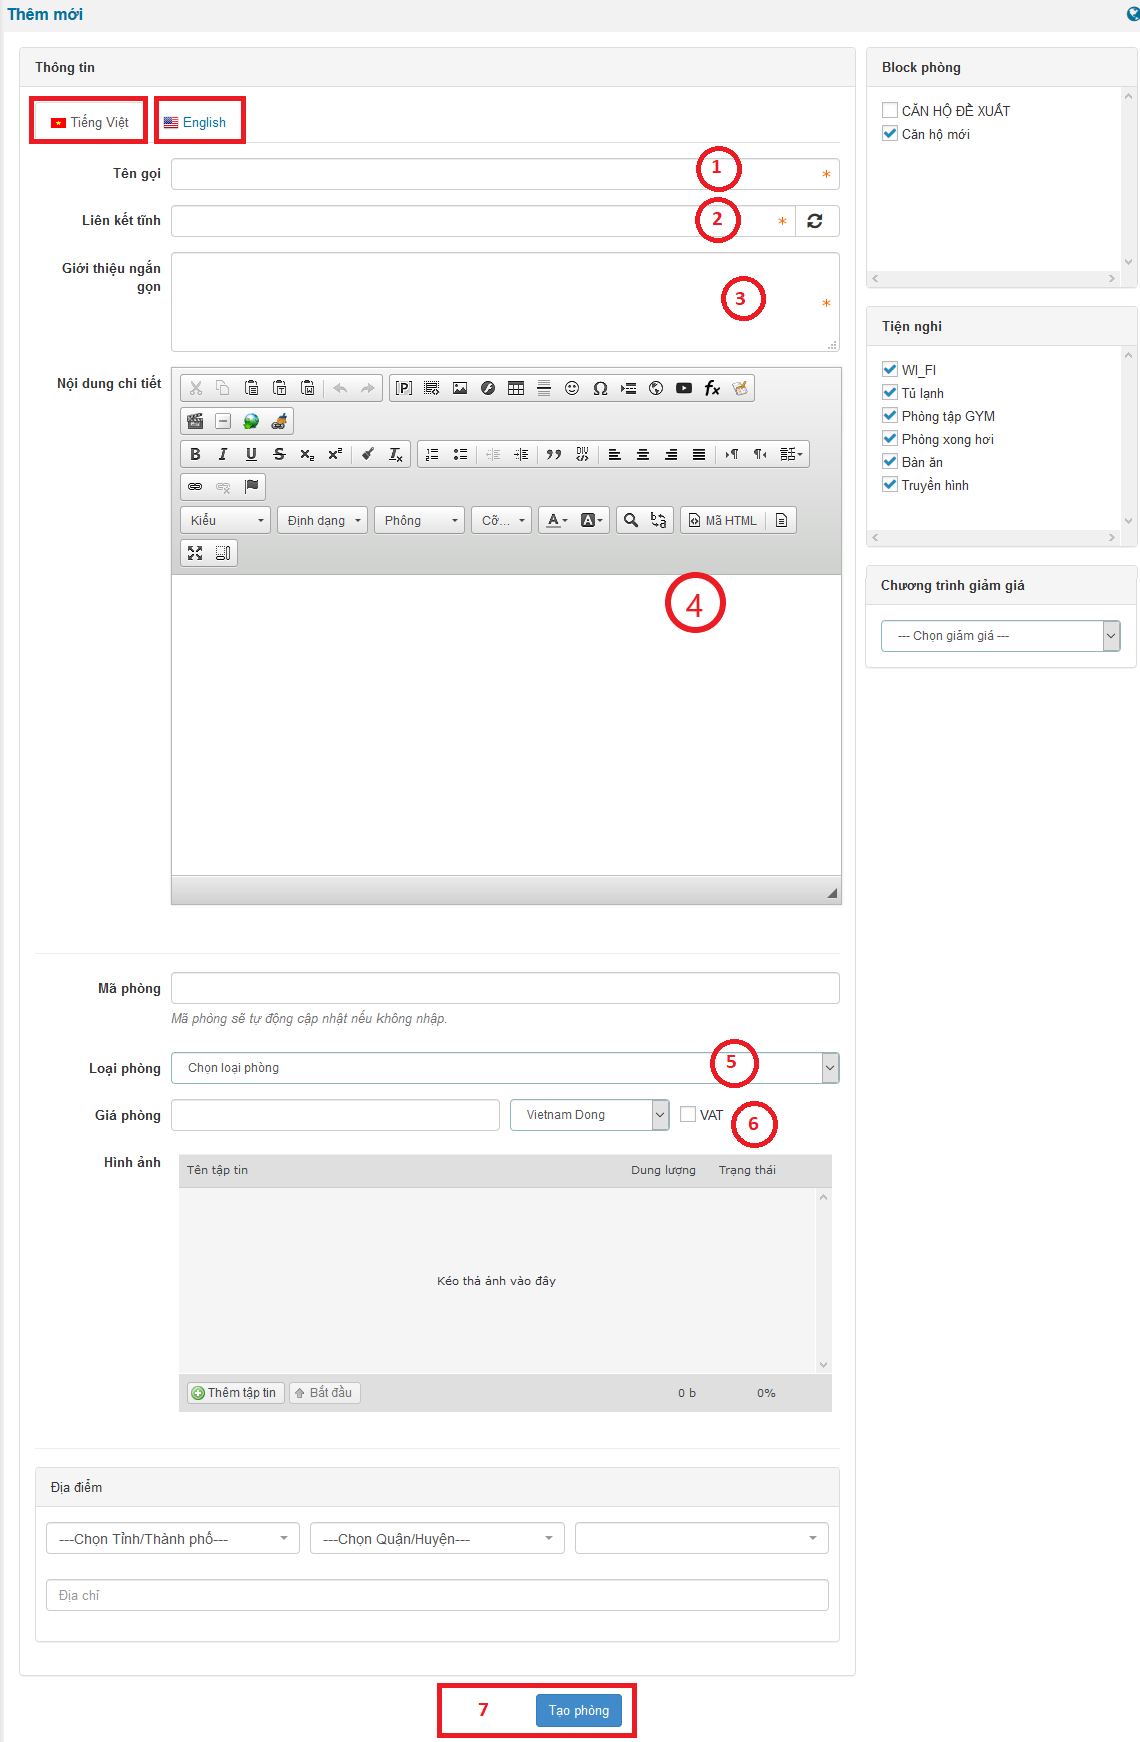 Thêm mới
Thông tin
Tiếng Việt
English
Tên gọi
1
*
Liên kết tĩnh
2
*
Giới thiệu ngắn
gọn
3
*
Nội dung chi tiết
Kiểu
Định dạng
Phông
Cỡ...
Mã HTML
4
Mã phòng
Mã phòng sẽ tự động cập nhật nếu không nhập.
Loại phòng
Chọn loại phòng
5
Giá phòng
Vietnam Dong
VAT
6
Hình ảnh
Tên tập tin
Dung lượng
Trạng thái
Kéo thả ảnh vào đây
Thêm tập tin
Bắt đầu
0 b
0%
Địa điểm
---Chọn Tỉnh/Thành phố---
---Chọn Quận/Huyện---
Địa chỉ
7
Tạo phòng
Block phòng
CĂN HỘ ĐỀ XUẤT
Căn hộ mới
Tiện nghi
WI_FI
Tủ lạnh
Phòng tập GYM
Phòng xong hơi
Bàn ăn
Truyền hình
Chương trình giảm giá
--- Chọn giảm giá ---